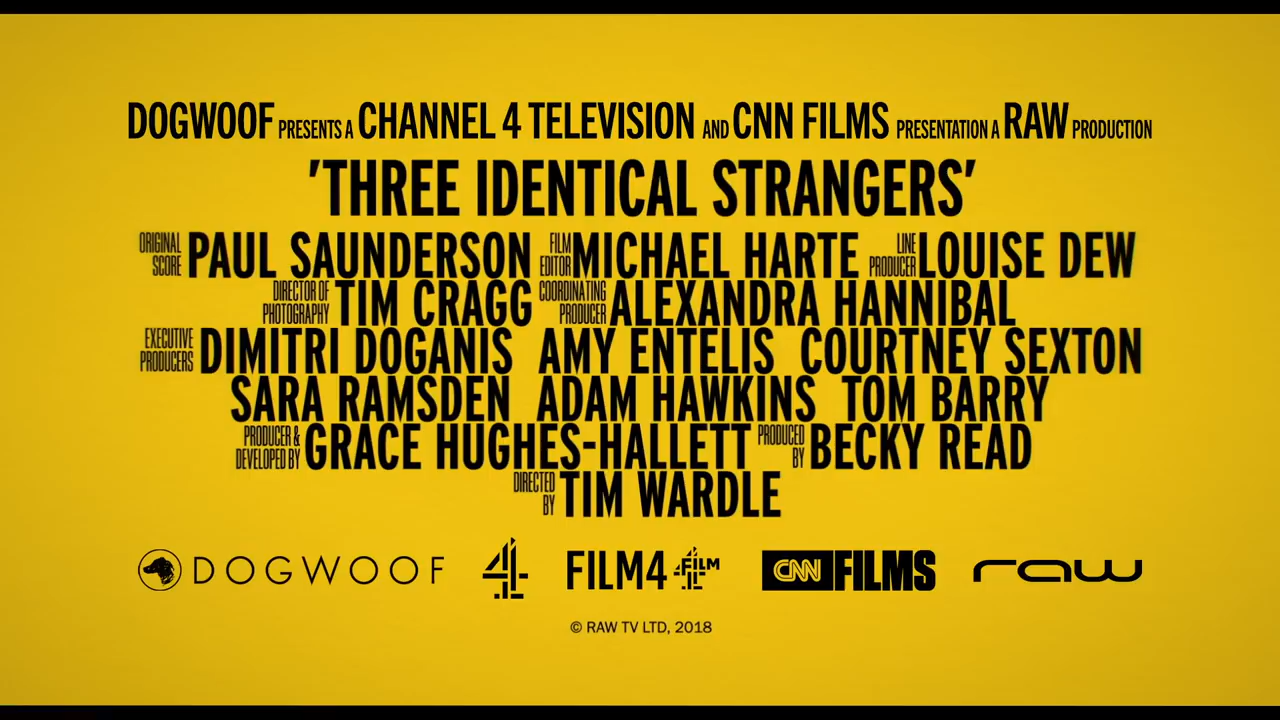 DOGWOOF PRESENTS A CHANNEL 4 TELEVISION AND CNN FILMS PRESENTATION A RAW PRODUCTION
'THREE IDENTICAL STRANGERS'
ORIGINAL SCORE PAUL SAUNDERSON FILM EDITOR MICHAEL HARTE LINE PRODUCER LOUISE DEW
DIRECTOR OF PHOTOGRAPHY TIM CRAGG COORDINATING PRODUCER ALEXANDRA HANNIBAL
EXECUTIVE PRODUCERS DIMITRI DOGANIS AMY ENTELIS COURTNEY SEXTON
SARA RAMSDEN ADAM HAWKINS TOM BARRY
PRODUCER & DEVELOPED BY GRACE HUGHES-HALLETT PRODUCED BY BECKY READ
DIRECTED BY TIM WARDLE
DOGWOOF 4 FILM4 4FILM CNN FILMS raw
© RAW TV LTD, 2018